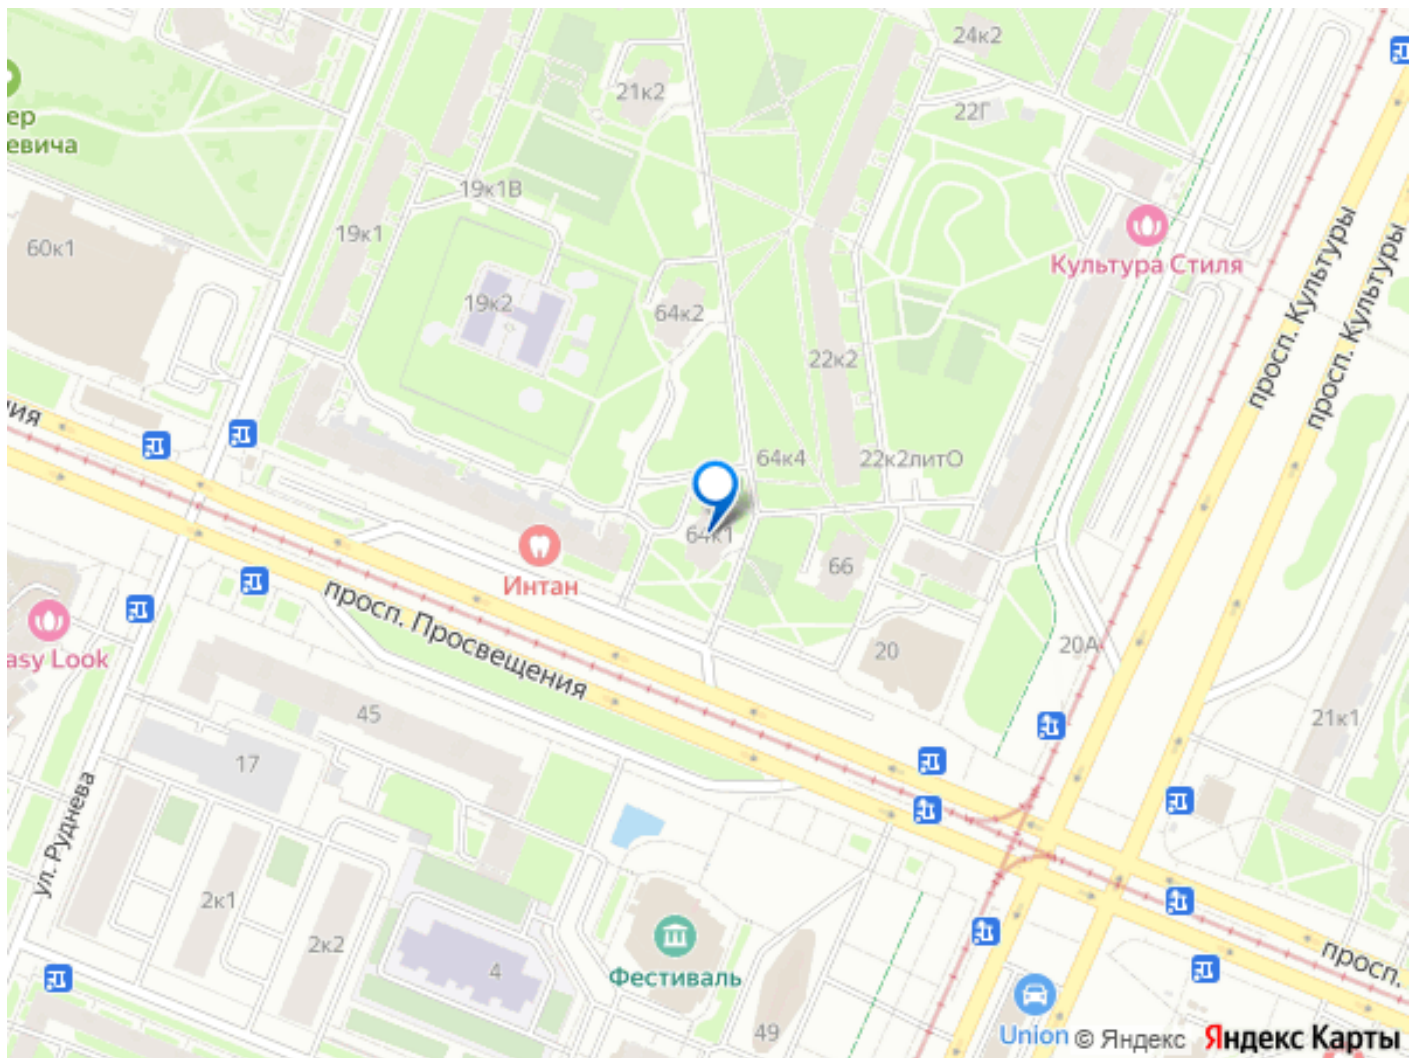 24к2
21к2
22Г
ер
евича
19к1В
19к1
60к1
Культура Стиля
просп. Культуры
просп. Культуры
19к2
64к2
22к2
ия
64к4
22к2литО
64к1
66
Интан
просп. Просвещения
asy Look
20
20А
45
21к1
17
ул. Руднева
2к1
2к2
4
Фестиваль
49
просп.
Union
© Яндекс Яндекс Карты